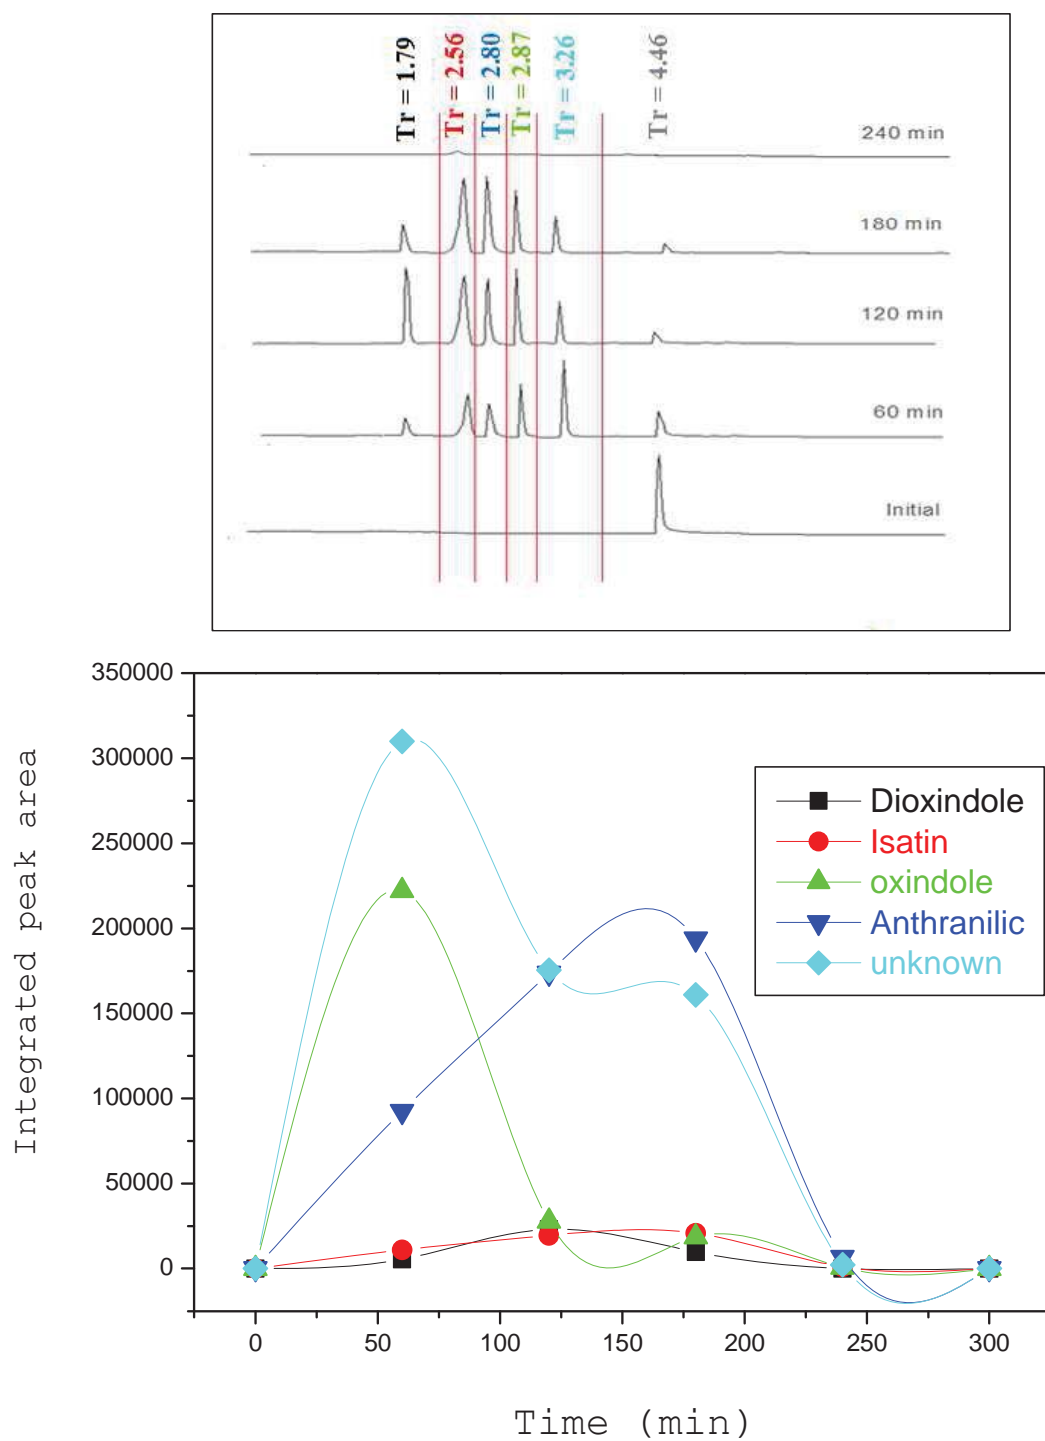 Tr = 1.79
Tr = 2.56
Tr = 2.80
Tr = 2.87
Tr = 3.26
Tr = 4.46
240 min
180 min
120 min
60 min
Initial
350000
300000
250000
200000
150000
100000
50000
0
Integrated peak area
Dioxindole
Isatin
oxindole
Anthranilic
unknown
0 50 100 150 200 250 300
Time (min)